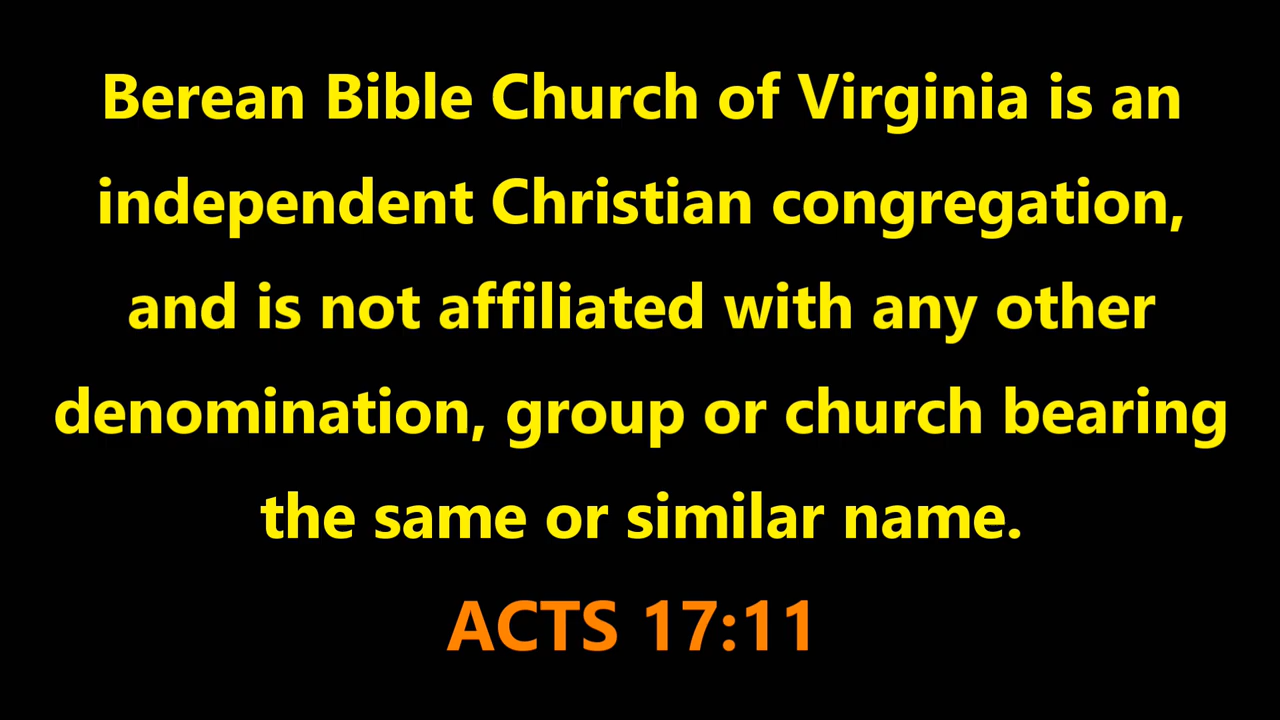 Berean Bible Church of Virginia is an
independent Christian congregation,
and is not affiliated with any other
denomination, group or church bearing
the same or similar name.
ACTS 17:11